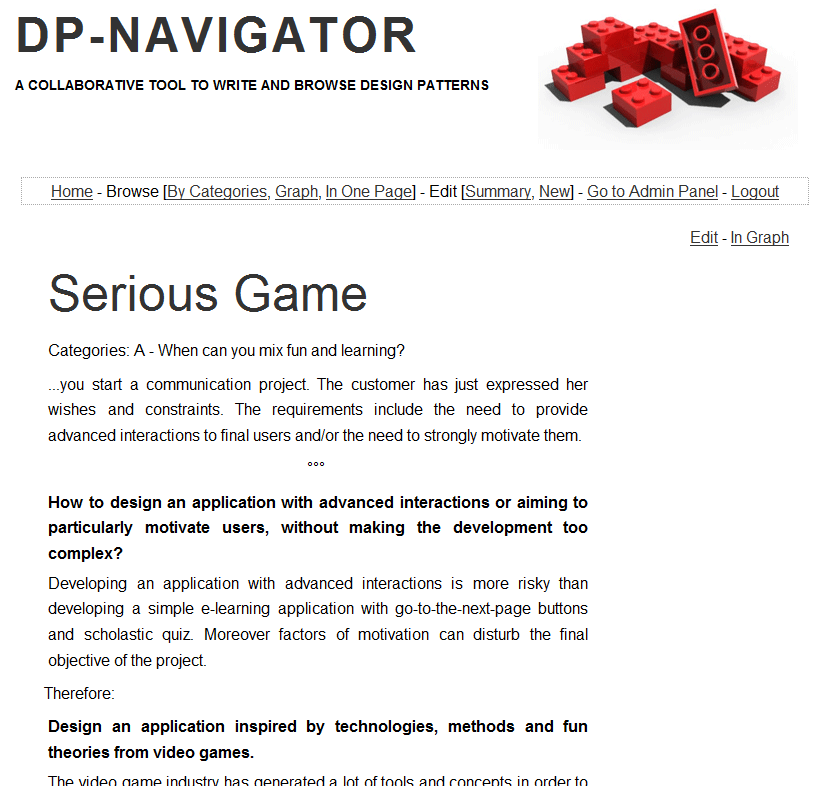 DP-NAVIGATOR
A COLLABORATIVE TOOL TO WRITE AND BROWSE DESIGN PATTERNS
Home - Browse [By Categories, Graph, In One Page] - Edit [Summary, New] - Go to Admin Panel - Logout
Edit - In Graph
Serious Game
Categories: A - When can you mix fun and learning?
...you start a communication project. The customer has just expressed her
wishes and constraints. The requirements include the need to provide
advanced interactions to final users and/or the need to strongly motivate them.
°°°
How to design an application with advanced interactions or aiming to
particularly motivate users, without making the development too
complex?
Developing an application with advanced interactions is more risky than
developing a simple e-learning application with go-to-the-next-page buttons
and scholastic quiz. Moreover factors of motivation can disturb the final
objective of the project.
Therefore:
Design an application inspired by technologies, methods and fun
theories from video games.
The video game industry has generated a lot of tools and concepts in order to